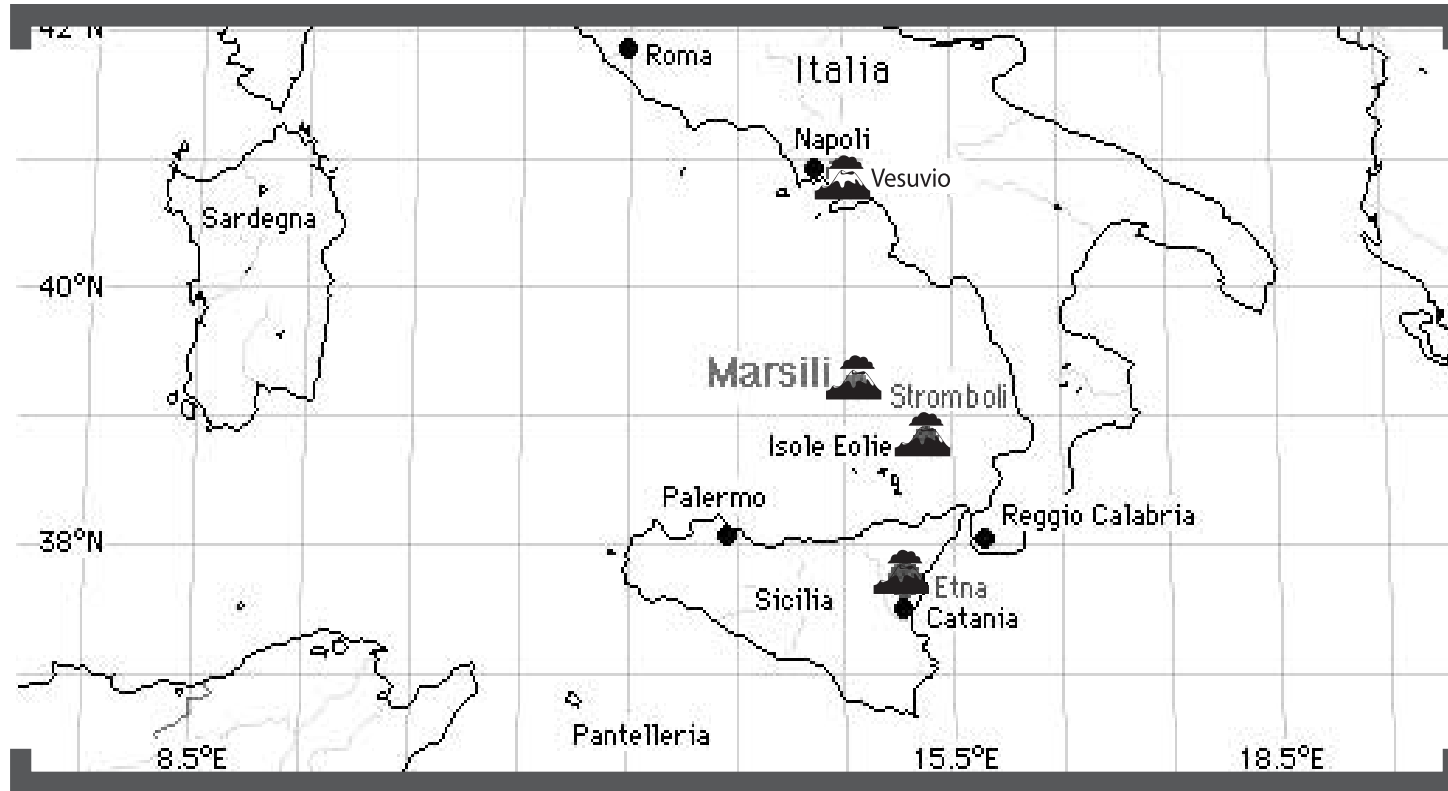 42°N
Roma
Italia
Napoli
Vesuvio
Sardegna
40°N
Marsili
Stromboli
Isole Eolie
Palermo
Reggio Calabria
38°N
Etna
Sicilia
Catania
Pantelleria
8.5°E
15.5°E
18.5°E